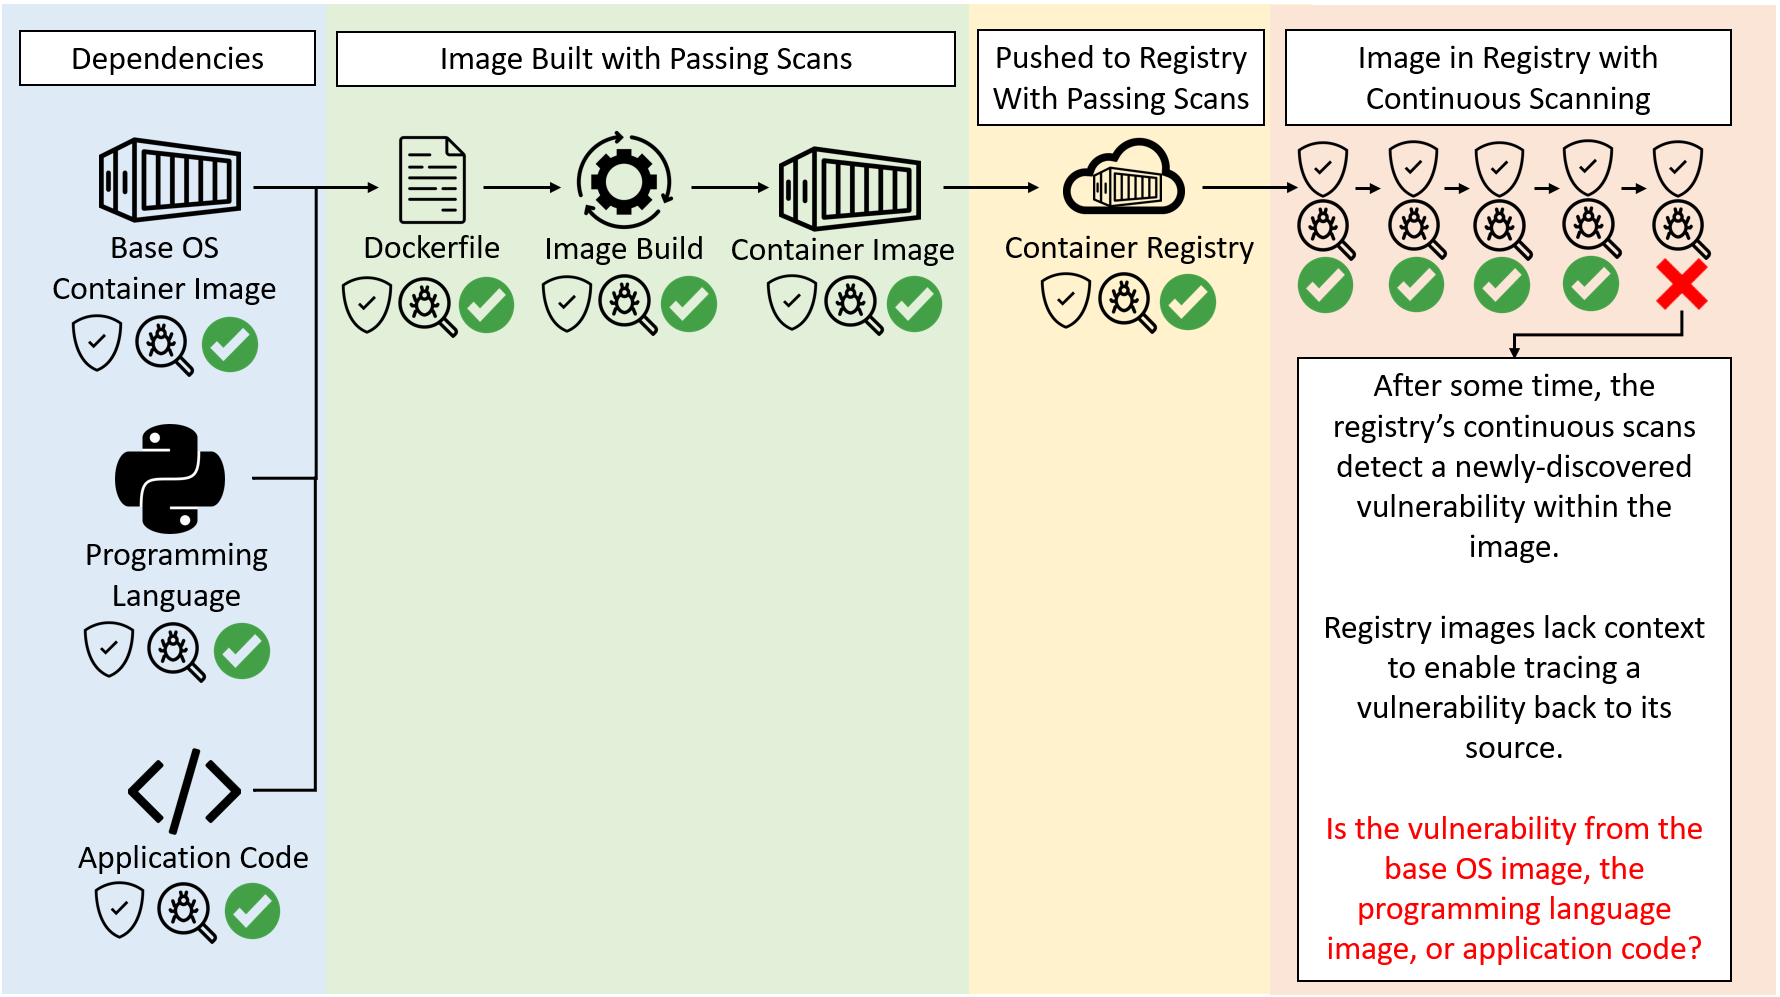 Dependencies
Image Built with Passing Scans
Pushed to Registry
With Passing Scans
Image in Registry with
Continuous Scanning
Base OS
Container Image
Programming
Language
Application Code
Dockerfile
Image Build
Container Image
Container Registry
After some time, the
registry’s continuous scans
detect a newly-discovered
vulnerability within the
image.
Registry images lack context
to enable tracing a
vulnerability back to its
source.
Is the vulnerability from the
base OS image, the
programming language
image, or application code?